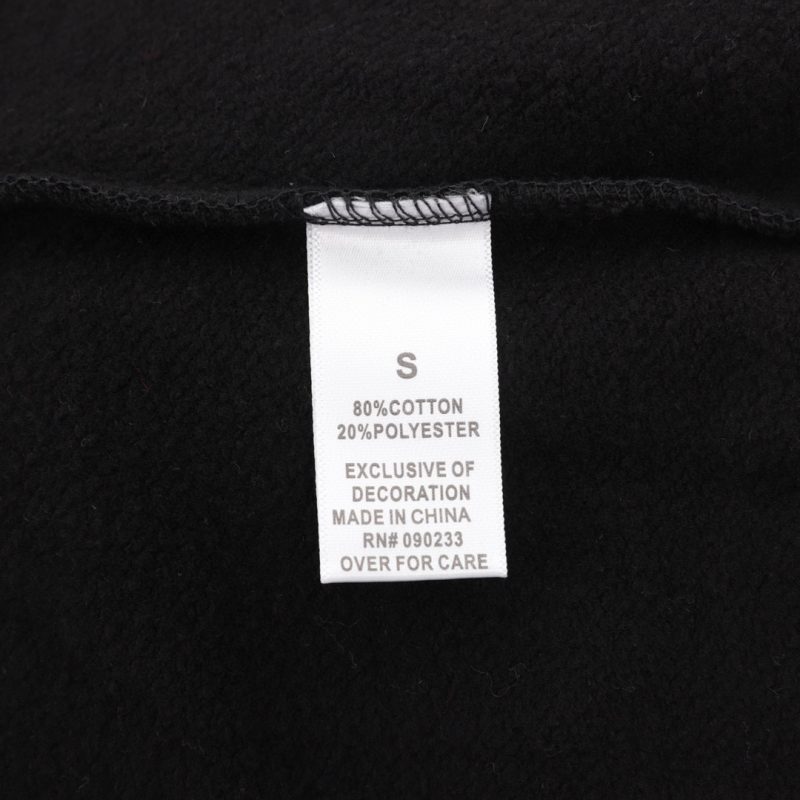 S
80%COTTON
20%POLYESTER
EXCLUSIVE OF
DECORATION
MADE IN CHINA
RN# 090233
OVER FOR CARE